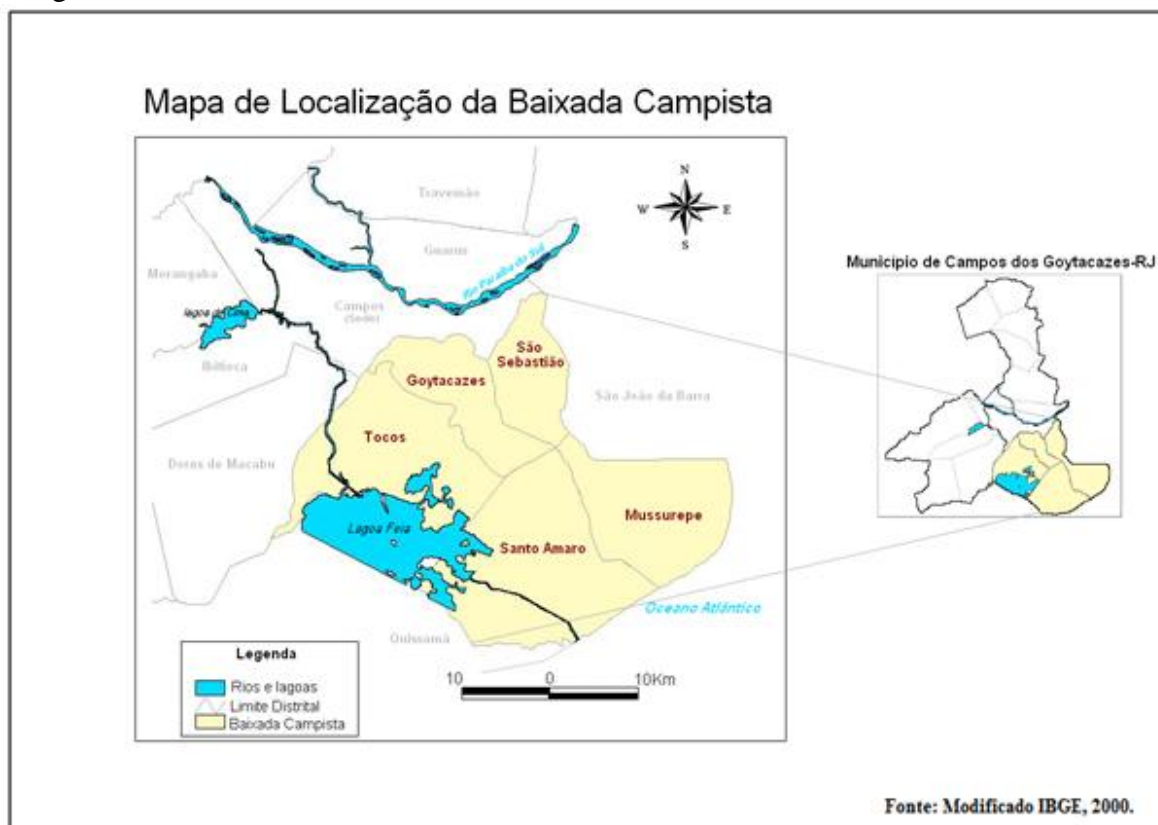 Mapa de Localização da Baixada Campista
N
W
E
S
Travessão
Guarus
Rio Paraíba do Sul
Morangaba
Campos
(Sede)
lagoa de Cima
Ibitioca
São
Sebastião
Goytacazes
São João da Barra
Tocos
Dores de Macabu
Mussurepe
Lagoa Feia
Santo Amaro
Oceano Atlântico
Quissamã
Legenda
Rios e lagoas
Limite Distrital
Baixada Campista
10
0
10Km
Município de Campos dos Goytacazes-RJ
Fonte: Modificado IBGE, 2000.